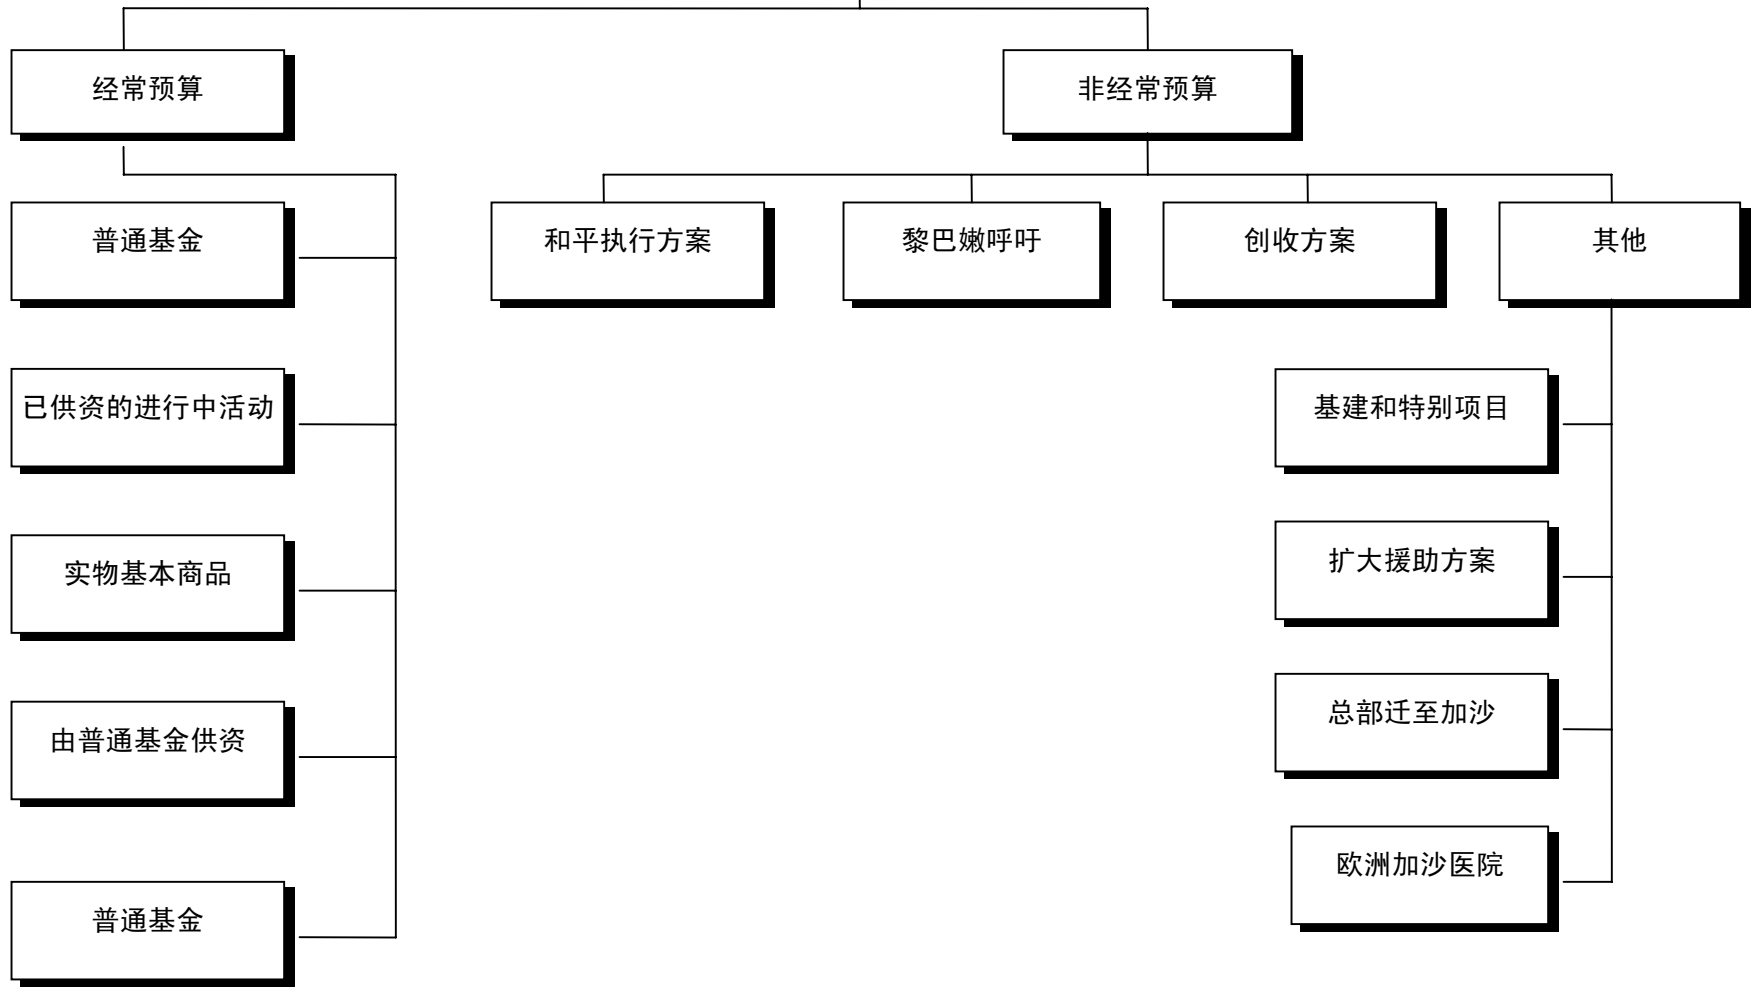 经常预算
非经常预算
普通基金
和平执行方案
黎巴嫩呼吁
创收方案
其他
已供资的进行中活动
基建和特别项目
实物基本商品
扩大援助方案
由普通基金供资
总部迁至加沙
欧洲加沙医院
普通基金